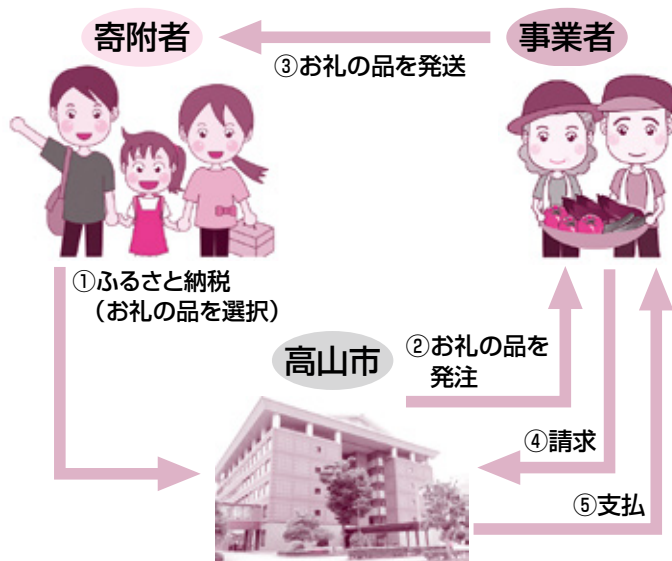 寄附者
事業者
③お礼の品を発送
①ふるさと納税
（お礼の品を選択）
高山市
②お礼の品を
発注
④請求
⑤支払